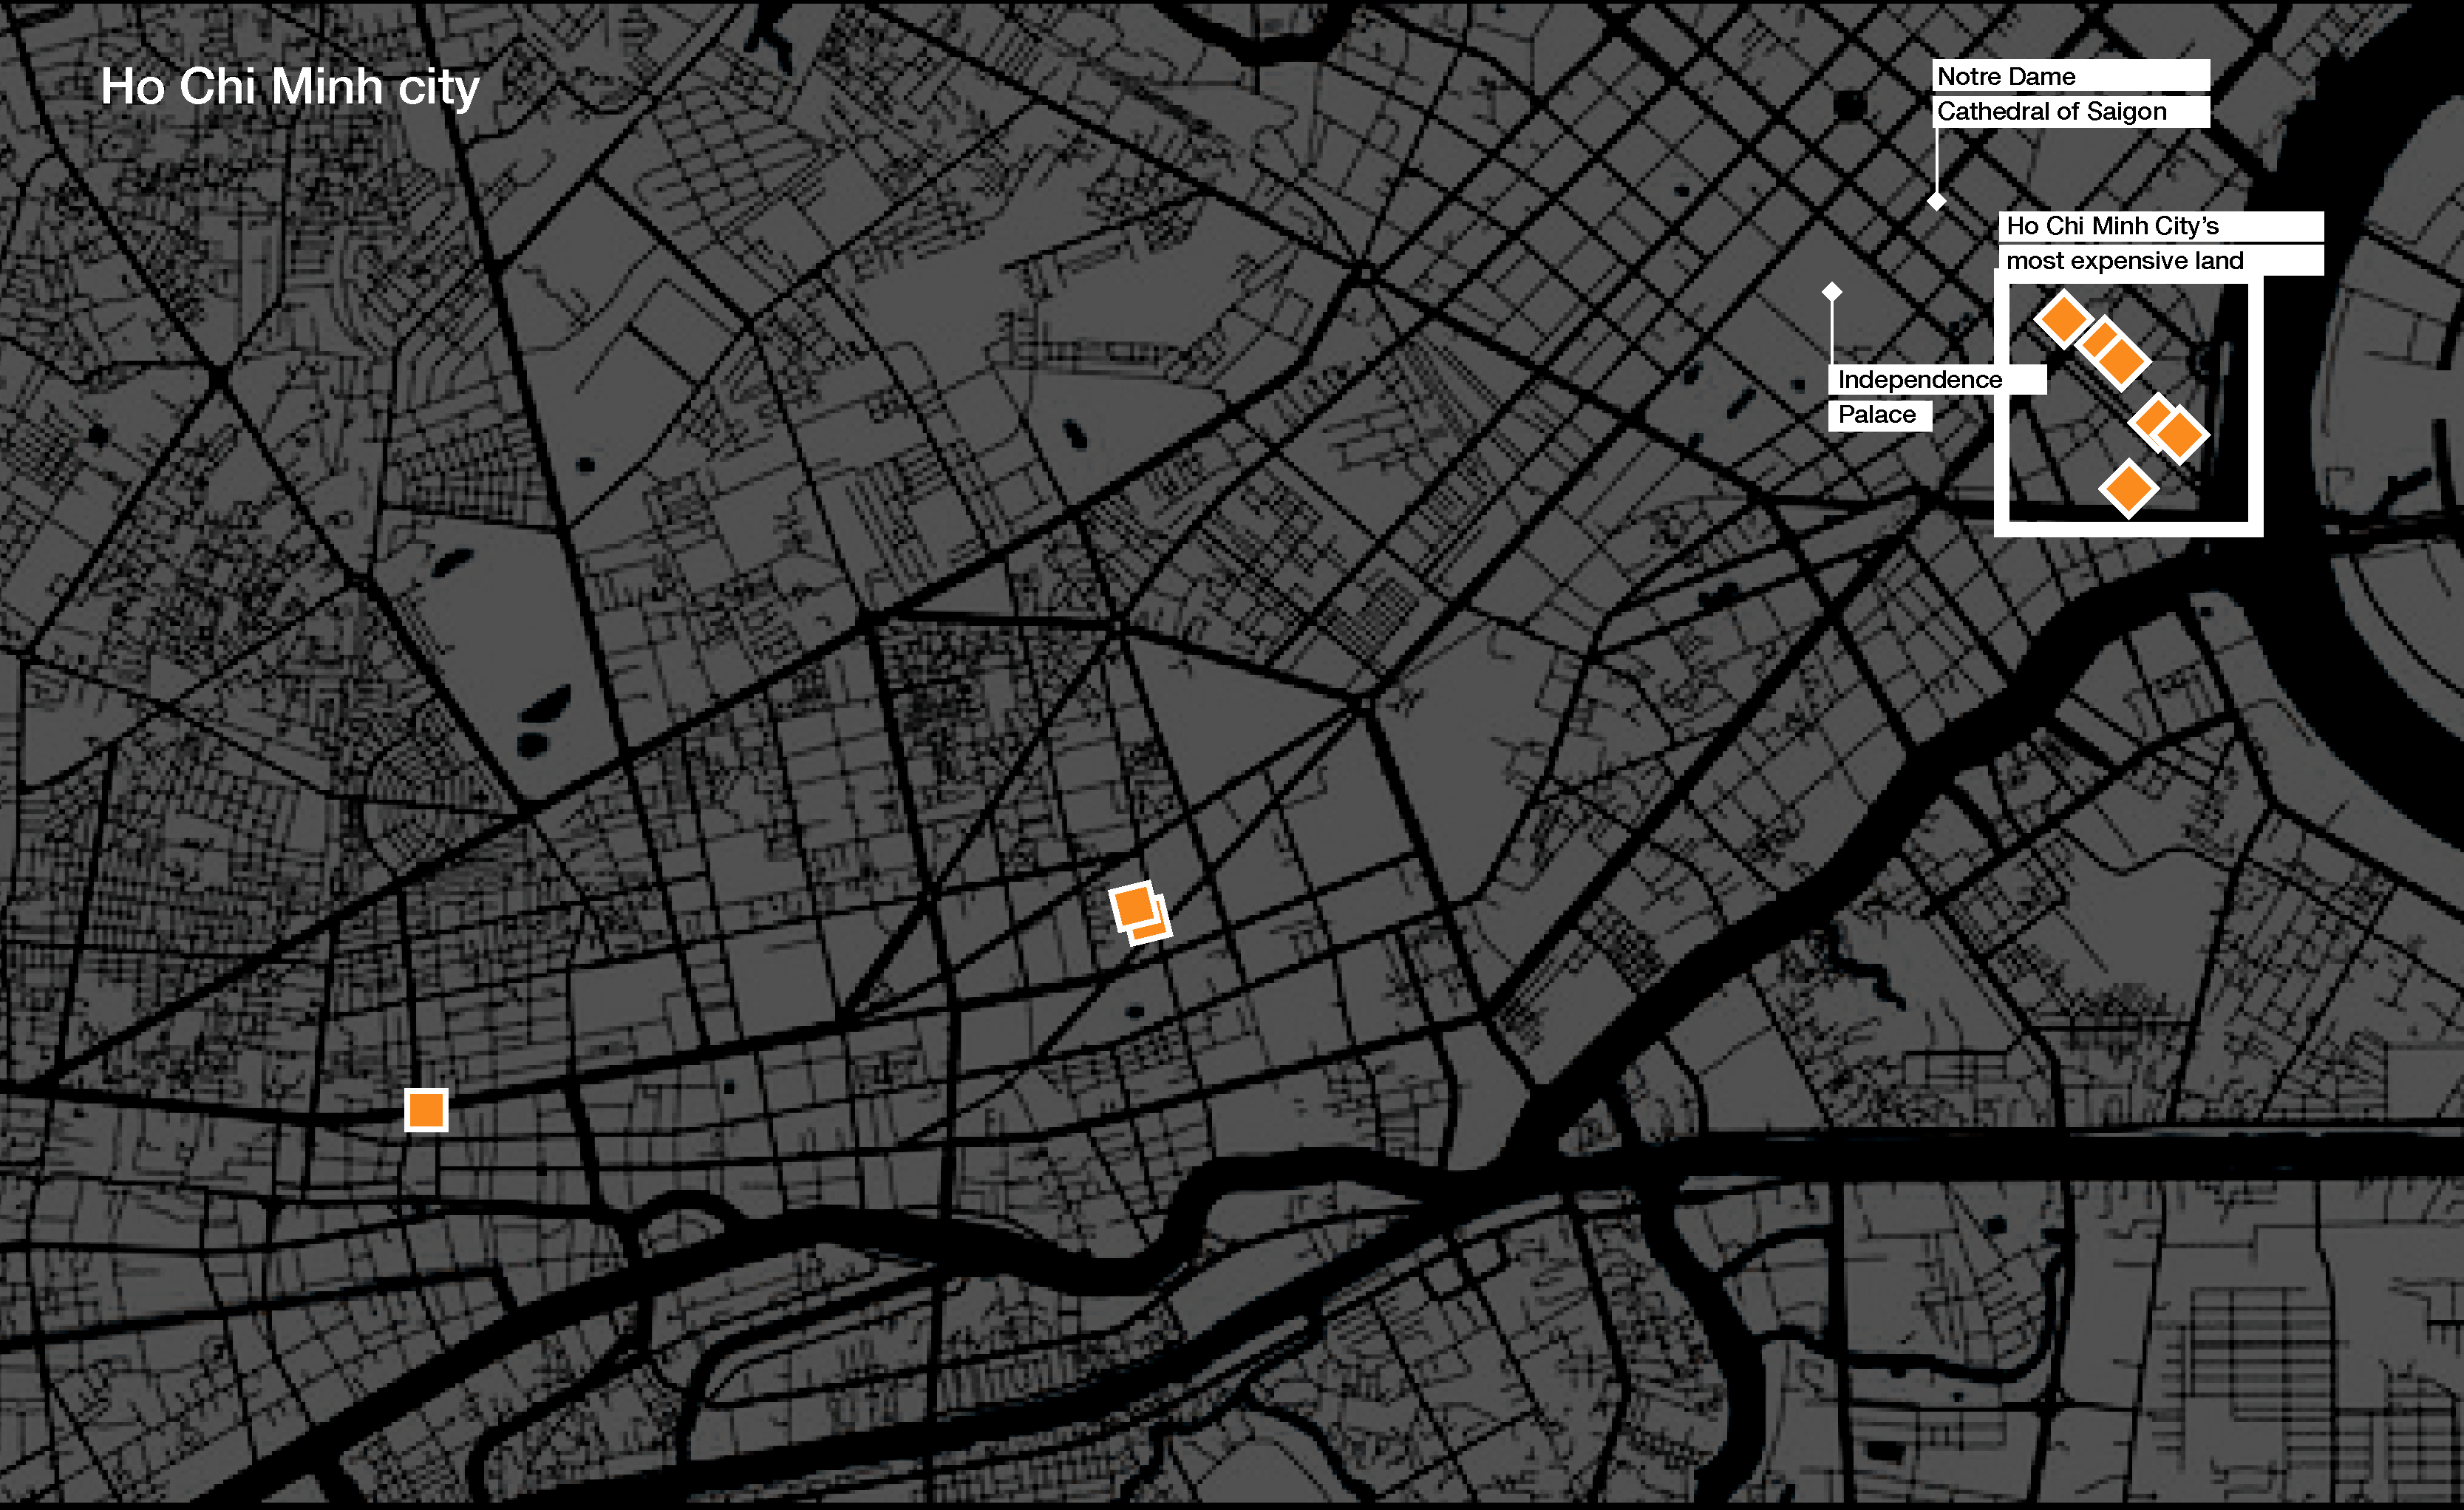 Ho Chi Minh city
Notre Dame
Cathedral of Saigon
Ho Chi Minh City’s
most expensive land
Independence
Palace